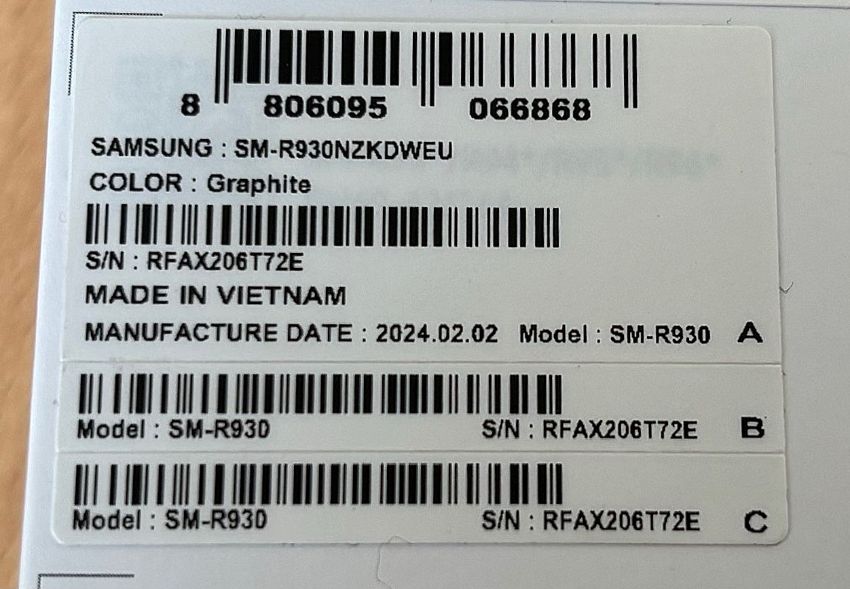 8 806095 066868
SAMSUNG : SM-R930NZKDWEU
COLOR : Graphite
S/N : RFAX206T72E
MADE IN VIETNAM
MANUFACTURE DATE : 2024.02.02 Model : SM-R930 A
Model : SM-R930 S/N : RFAX206T72E B
Model : SM-R930 S/N : RFAX206T72E C